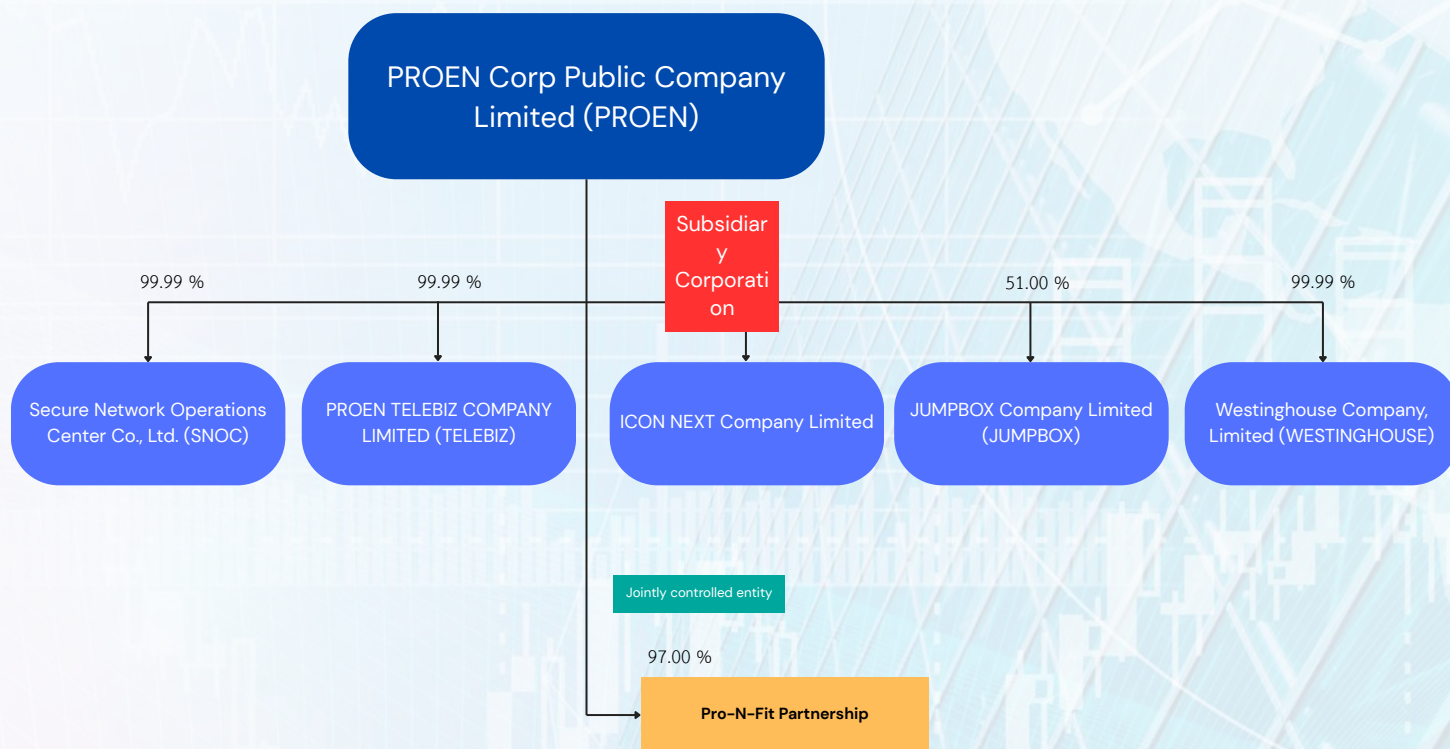 PROEN Corp Public Company
Limited (PROEN)
Subsidiar
y
Corporati
on
99.99 %
99.99 %
51.00 %
99.99 %
Secure Network Operations
Center Co., Ltd. (SNOC)
PROEN TELEBIZ COMPANY
LIMITED (TELEBIZ)
ICON NEXT Company Limited
JUMPBOX Company Limited
(JUMPBOX)
Westinghouse Company,
Limited (WESTINGHOUSE)
Jointly controlled entity
97.00 %
Pro-N-Fit Partnership